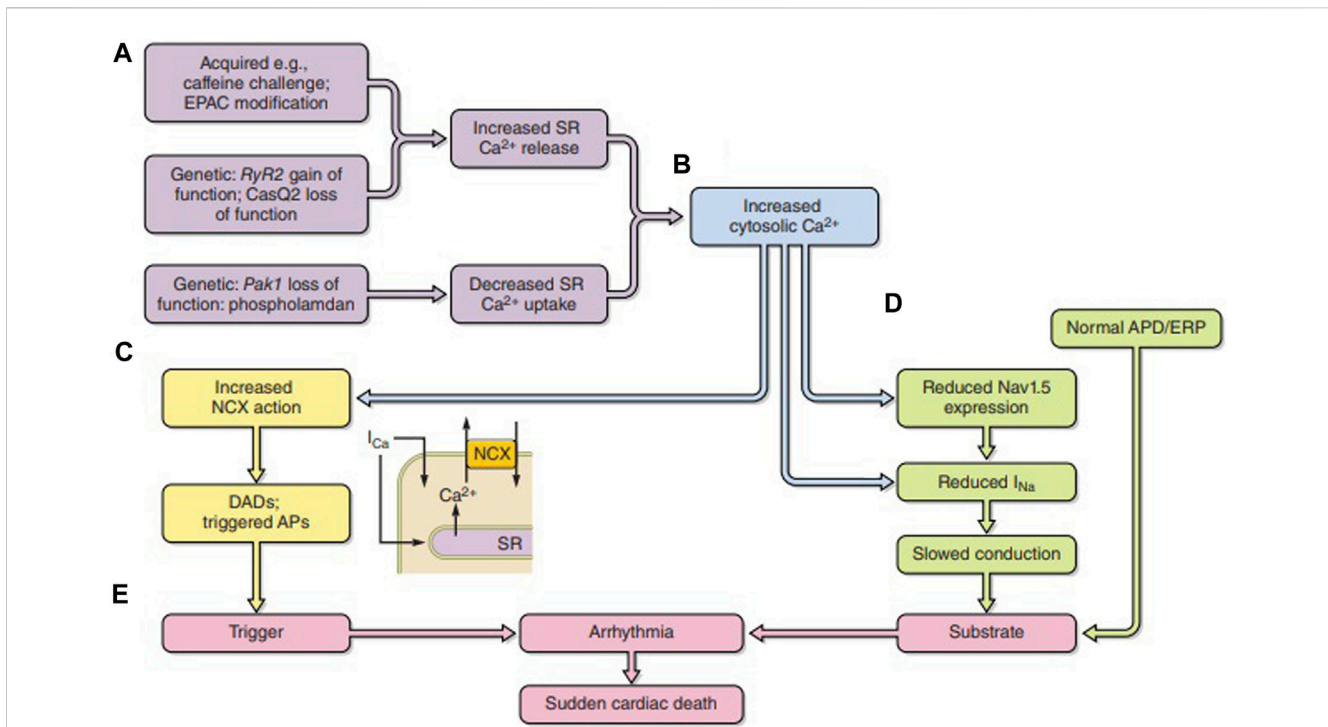 A
Acquired e.g.,
caffeine challenge;
EPAC modification
Genetic: RyR2 gain of
function; CasQ2 loss
of function
Genetic: Pak1 loss of
function: phospholamdan
Increased SR
Ca²⁺ release
Decreased SR
Ca²⁺ uptake
B
Increased
cytosolic Ca²⁺
C
Increased
NCX action
DADs;
triggered APs
I_Ca
NCX
Ca²⁺
SR
D
Normal APD/ERP
Reduced Nav1.5
expression
Reduced I_Na
Slowed conduction
E
Trigger
Arrhythmia
Substrate
Sudden cardiac death